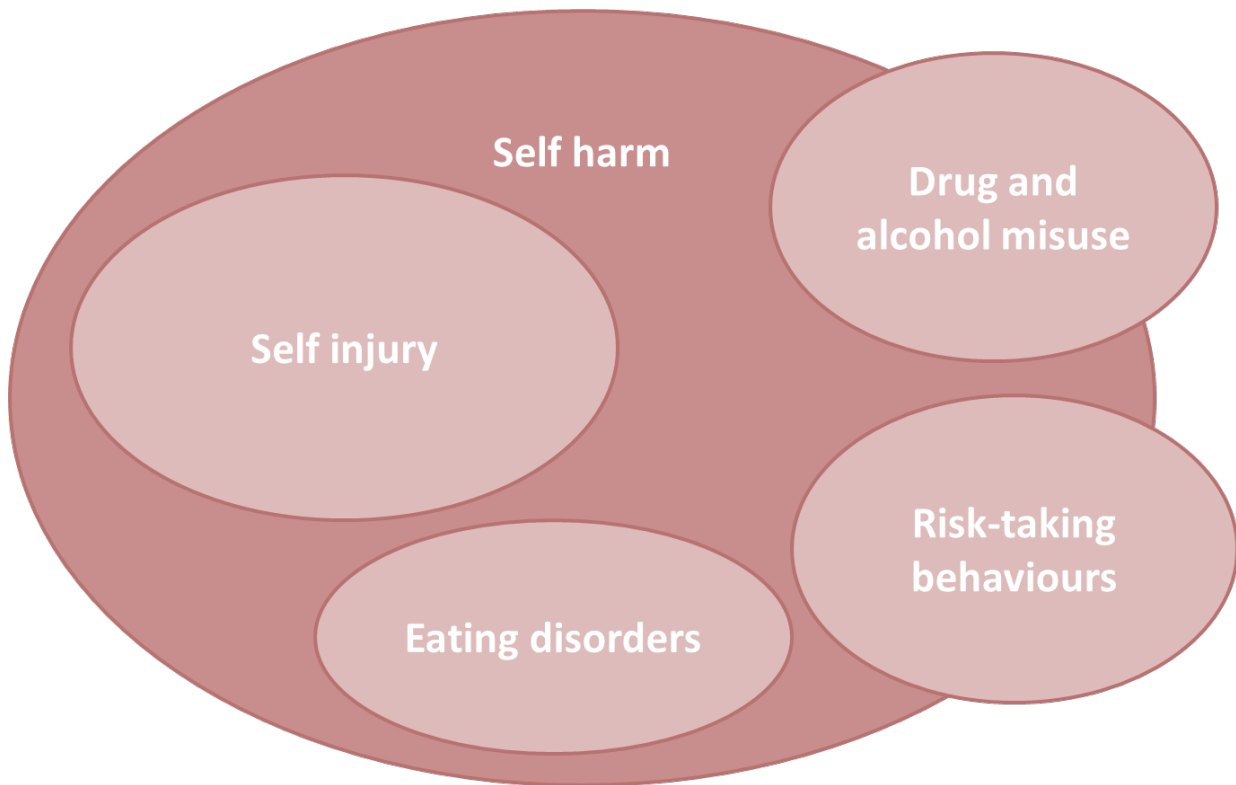 Self harm
Drug and
alcohol misuse
Self injury
Risk-taking
behaviours
Eating disorders